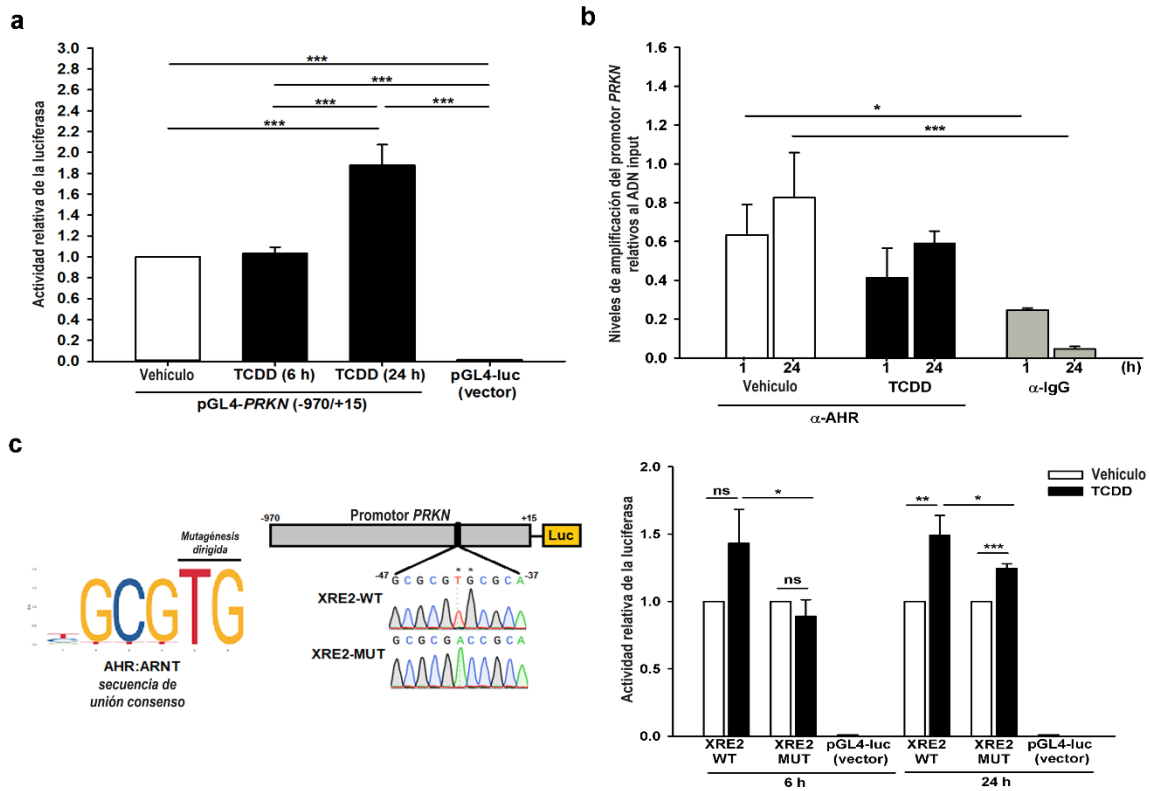 a
Actividad relativa de la luciferasa
3.0
2.8
2.6
2.4
2.2
2.0
1.8
1.6
1.4
1.2
1.0
0.8
0.6
0.4
0.2
0.0
***
***
*** ***
***
Vehículo TCDD (6 h) TCDD (24 h) pGL4-luc
(vector)
pGL4-PRKN (-970/+15)
b
Niveles de amplificación del promotor PRKN
relativos al ADN input
1.6
1.4
1.2
1.0
0.8
0.6
0.4
0.2
0.0
*
***
1 24 1 24 1 24 (h)
Vehículo TCDD α-IgG
α-AHR
c
Mutagénesis
dirigida
GCGTG
AHR:ARNT
secuencia de
unión consenso
-970 Promotor PRKN +15
Luc
-47 * * -37
G C G C G T G C G C A
XRE2-WT
G C G C G A C C G C A
XRE2-MUT
Actividad relativa de la luciferasa
2.0
1.5
1.0
0.5
0.0
Vehículo
TCDD
ns * ** *
ns ***
XRE2 XRE2 pGL4-luc XRE2 XRE2 pGL4-luc
WT MUT (vector) WT MUT (vector)
6 h 24 h